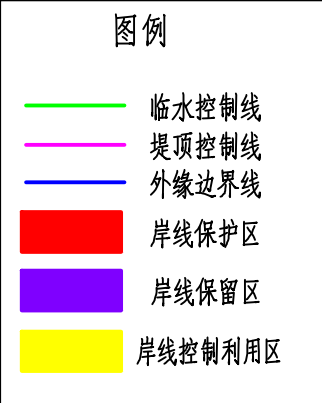 图例
临水控制线
堤顶控制线
外缘边界线
岸线保护区
岸线保留区
岸线控制利用区